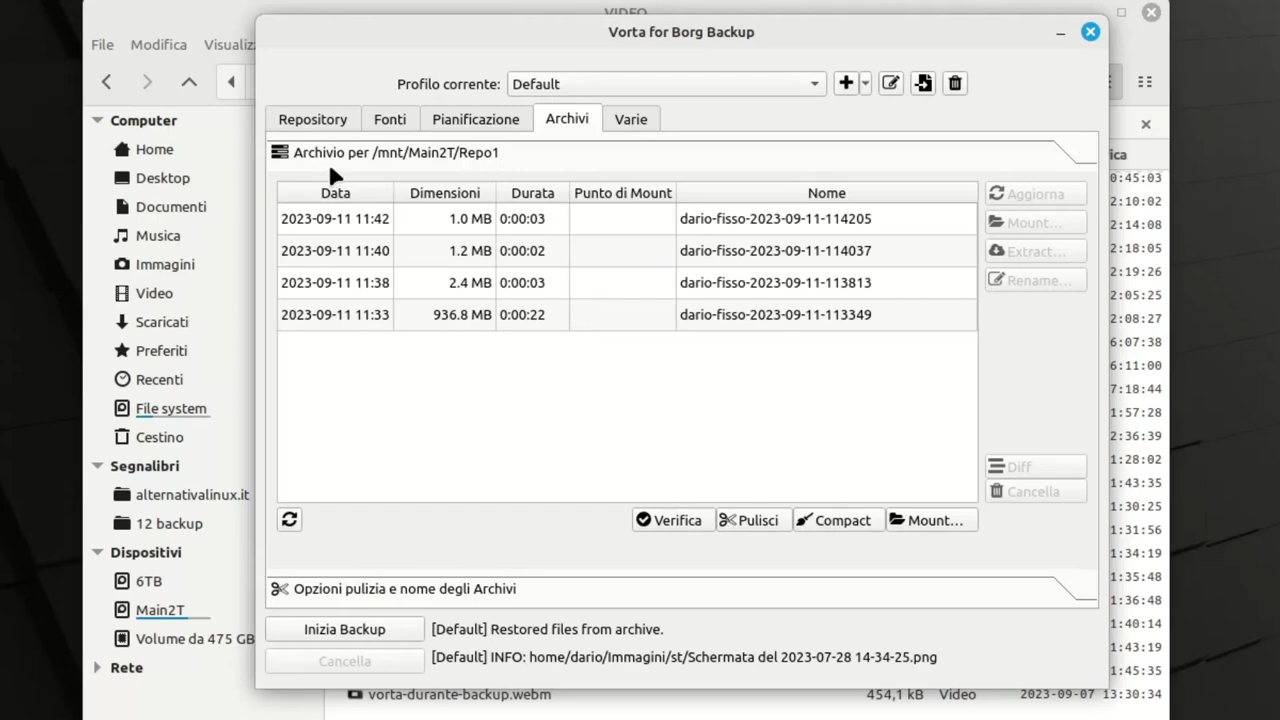 VIDEO
Vorta for Borg Backup
File Modifica Visualiz
Profilo corrente: Default
Repository Fonti Pianificazione Archivi Varie
Computer
Home
Desktop
Documenti
Musica
Immagini
Video
Scaricati
Preferiti
Recenti
File system
Cestino
Segnalibri
alternativalinux.it
12 backup
Dispositivi
6TB
Main2T
Volume da 475 GB
Rete
Archivio per /mnt/Main2T/Repo1
Data Dimensioni Durata Punto di Mount Nome
2023-09-11 11:42 1.0 MB 0:00:03 dario-fisso-2023-09-11-114205
2023-09-11 11:40 1.2 MB 0:00:02 dario-fisso-2023-09-11-114037
2023-09-11 11:38 2.4 MB 0:00:03 dario-fisso-2023-09-11-113813
2023-09-11 11:33 936.8 MB 0:00:22 dario-fisso-2023-09-11-113349
Aggiorna
Mount...
Extract...
Rename...
Diff
Cancella
Verifica Pulisci Compact Mount...
Opzioni pulizia e nome degli Archivi
Inizia Backup [Default] Restored files from archive.
Cancella [Default] INFO: home/dario/Immagini/st/Schermata del 2023-07-28 14-34-25.png
ica
0:45:03
2:10:02
2:14:08
2:18:05
2:19:26
2:05:25
2:08:27
6:07:38
6:11:00
7:18:44
1:57:28
2:36:39
1:28:02
1:43:35
1:30:25
1:31:56
1:34:19
1:35:48
1:36:48
1:40:14
1:43:19
1:45:35
vorta-durante-backup.webm 454,1 kB Video 2023-09-07 13:30:34